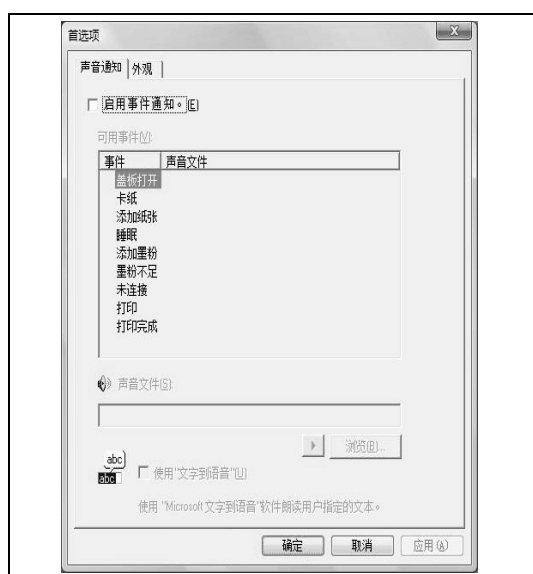 首选项
声音通知 外观
启用事件通知。(E)
可用事件(V):
事件 声音文件
盖板打开
卡纸
添加纸张
睡眠
添加墨粉
墨粉不足
未连接
打印
打印完成
声音文件(S):
abc
abc
使用"文字到语音"(U)
浏览(B)...
使用 "Microsoft 文字到语音"软件朗读用户指定的文本。
确定 取消 应用(A)